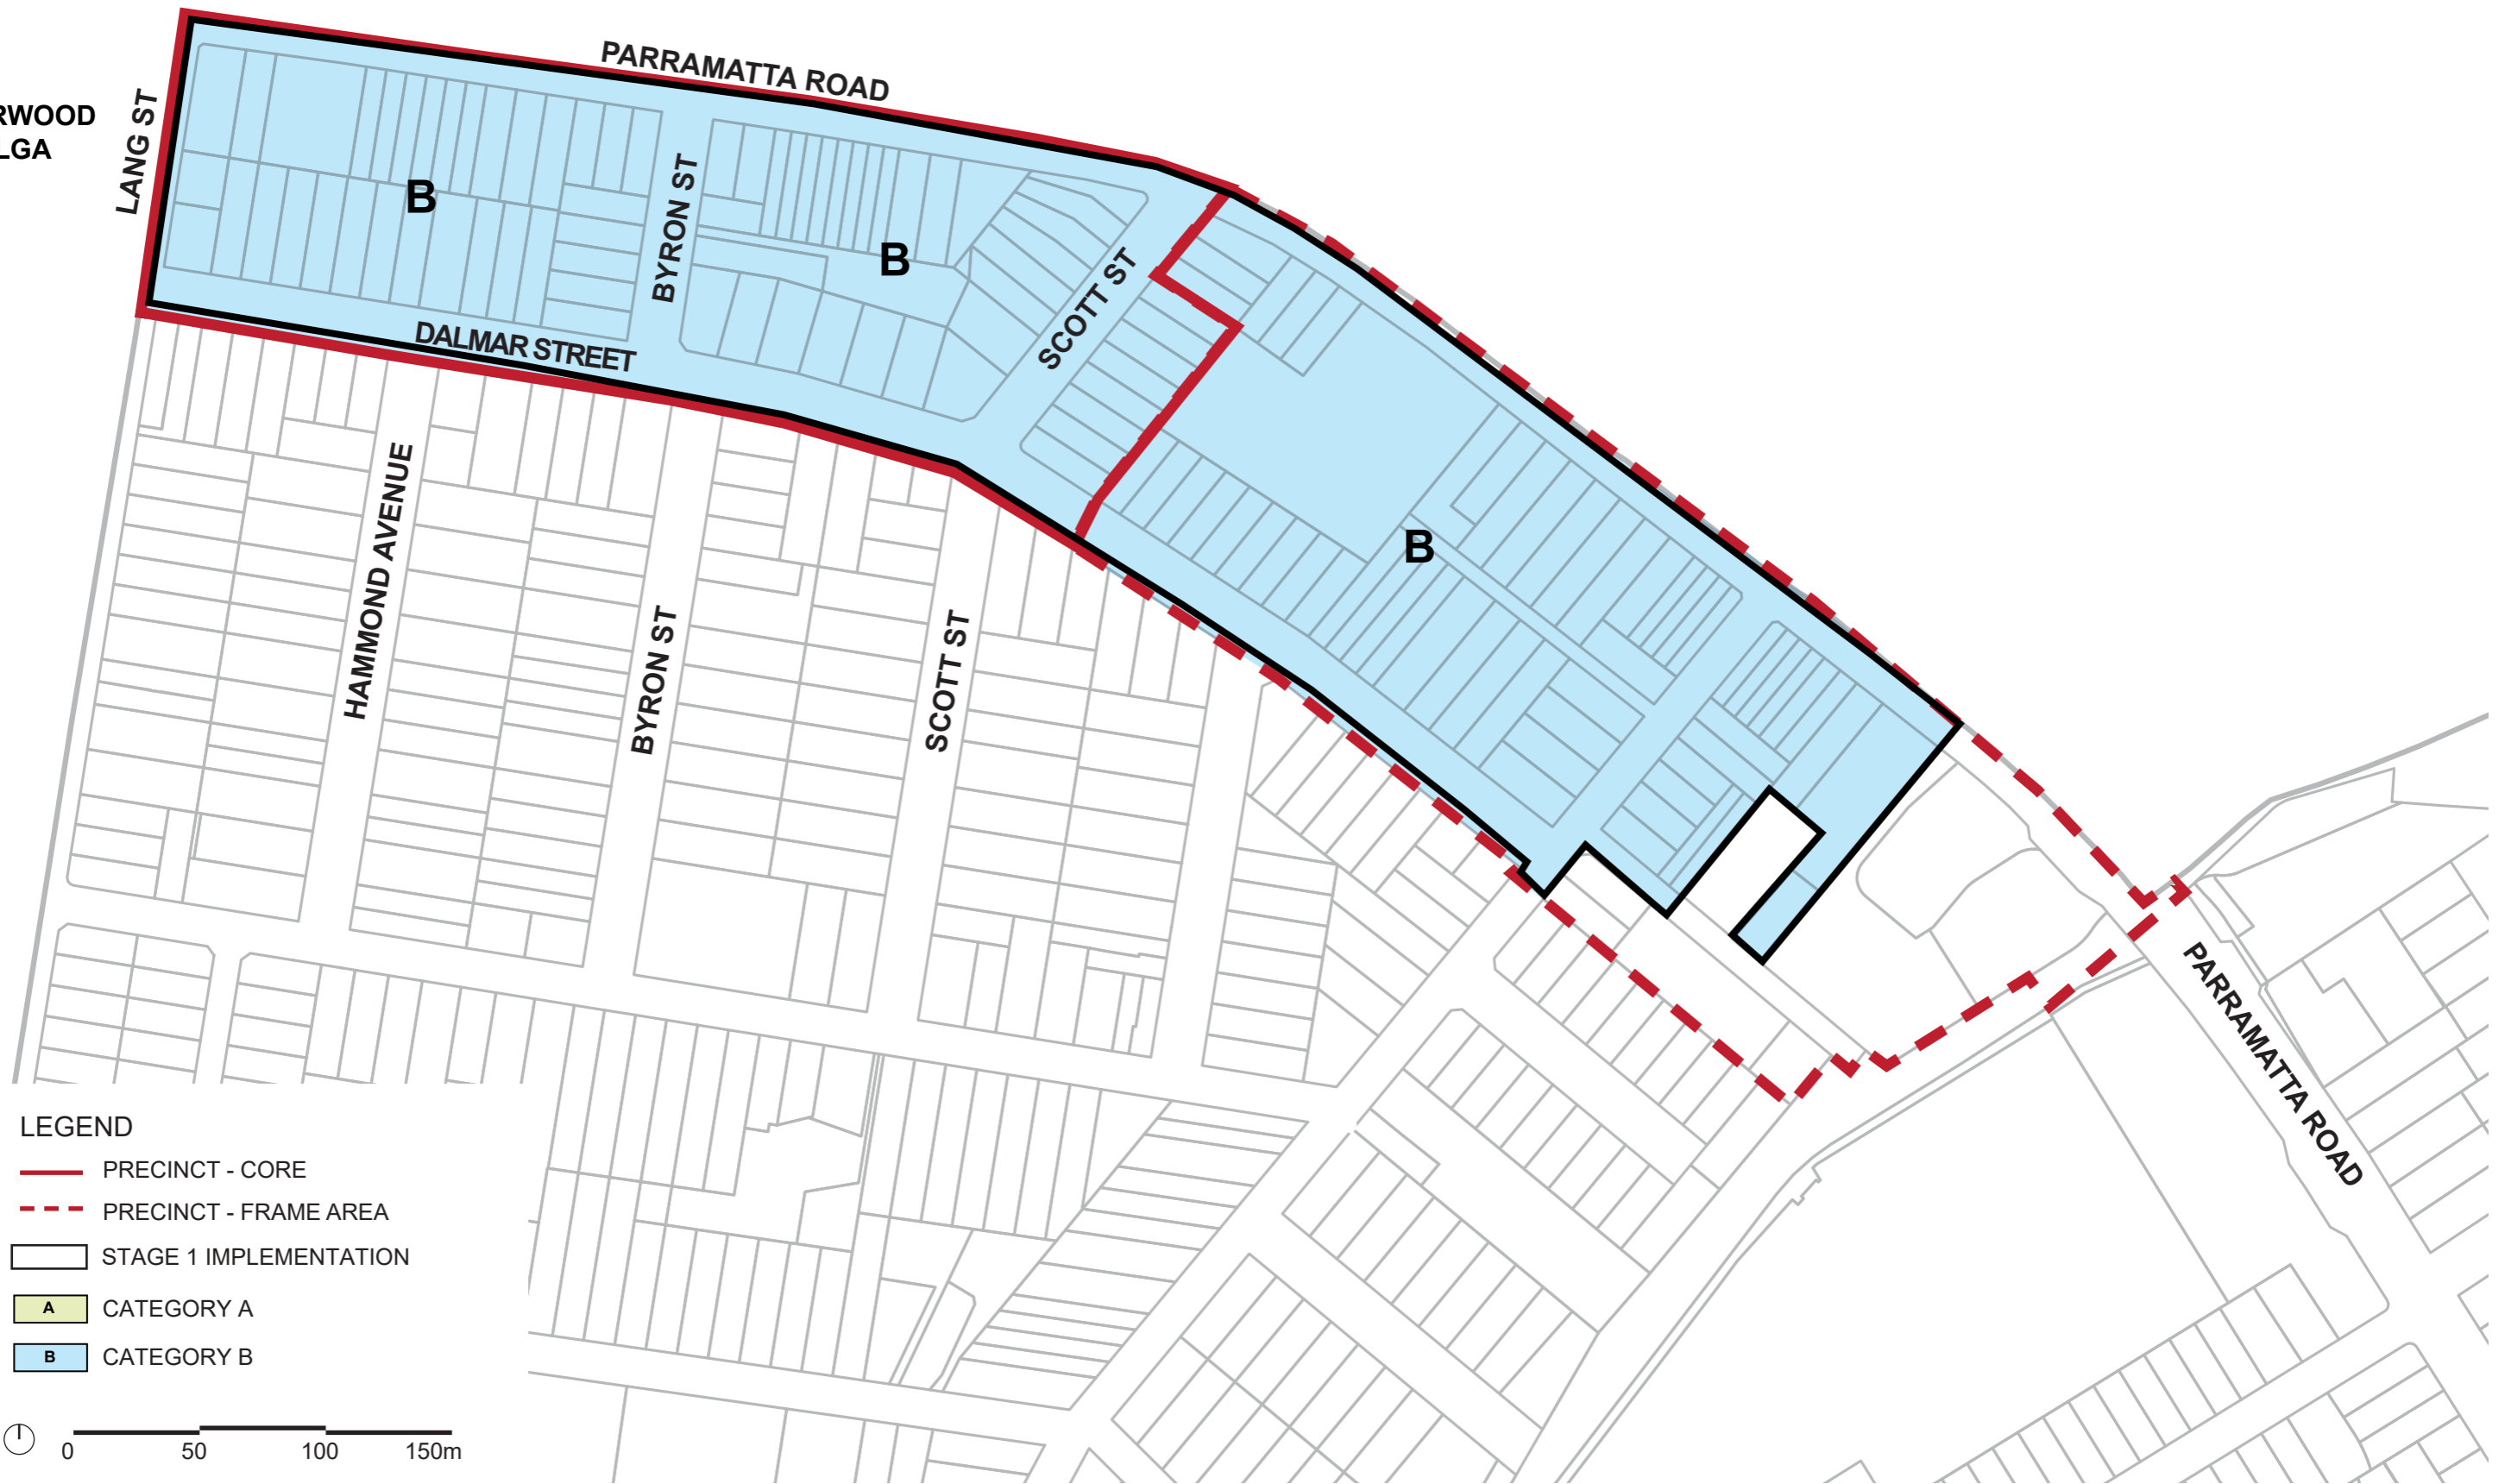 PARRAMATTA ROAD
RWOOD
LGA
LANG ST
B
BYRON ST
B
SCOTT ST
DALMAR STREET
B
HAMMOND AVENUE
BYRON ST
SCOTT ST
PARRAMATTA ROAD
LEGEND
PRECINCT - CORE
PRECINCT - FRAME AREA
STAGE 1 IMPLEMENTATION
A CATEGORY A
B CATEGORY B
0 50 100 150m